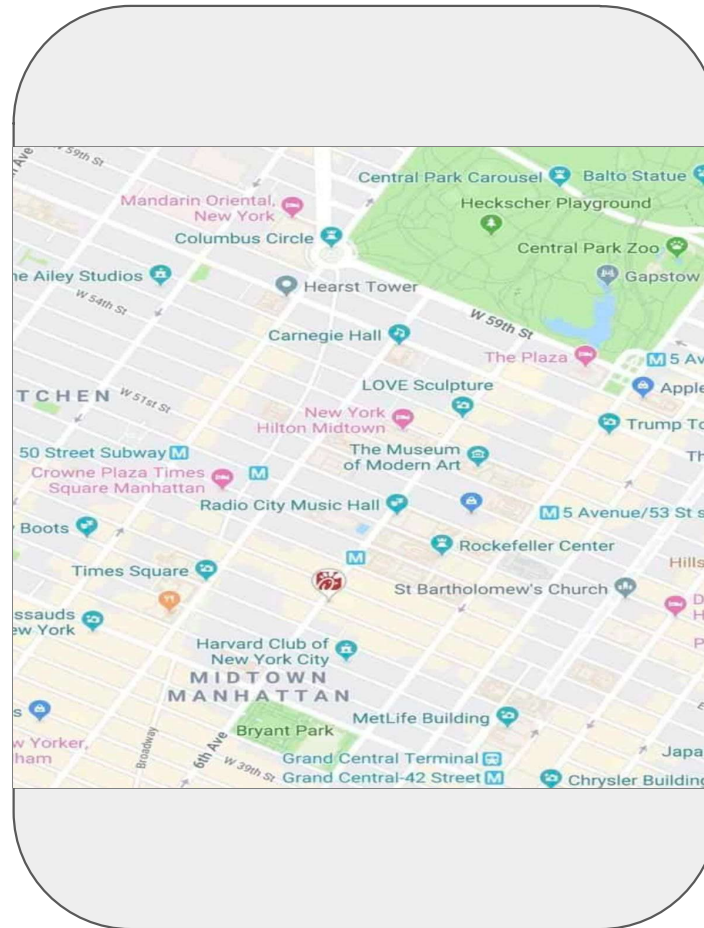 W 59th St
Ave
Central Park Carousel
Balto Statue
Mandarin Oriental,
New York
Heckscher Playground
Columbus Circle
Central Park Zoo
ne Ailey Studios
Gapstow
Hearst Tower
W 54th St
W 59th St
Carnegie Hall
The Plaza
M 5 Av
LOVE Sculpture
Apple
TCHEN
W 51st St
New York
Hilton Midtown
Trump To
50 Street Subway M
The Museum
of Modern Art
Th
Crowne Plaza Times
Square Manhattan
M
Radio City Music Hall
M 5 Avenue/53 St s
Boots
Rockefeller Center
M
Times Square
Hills
St Bartholomew's Church
D
H
ssauds
ew York
P
Harvard Club of
New York City
MIDTOWN
MANHATTAN
s
MetLife Building
Bryant Park
w Yorker,
ham
Broadway
6th Ave
W 39th St
Grand Central Terminal
Grand Central-42 Street M
Japa
Chrysler Building